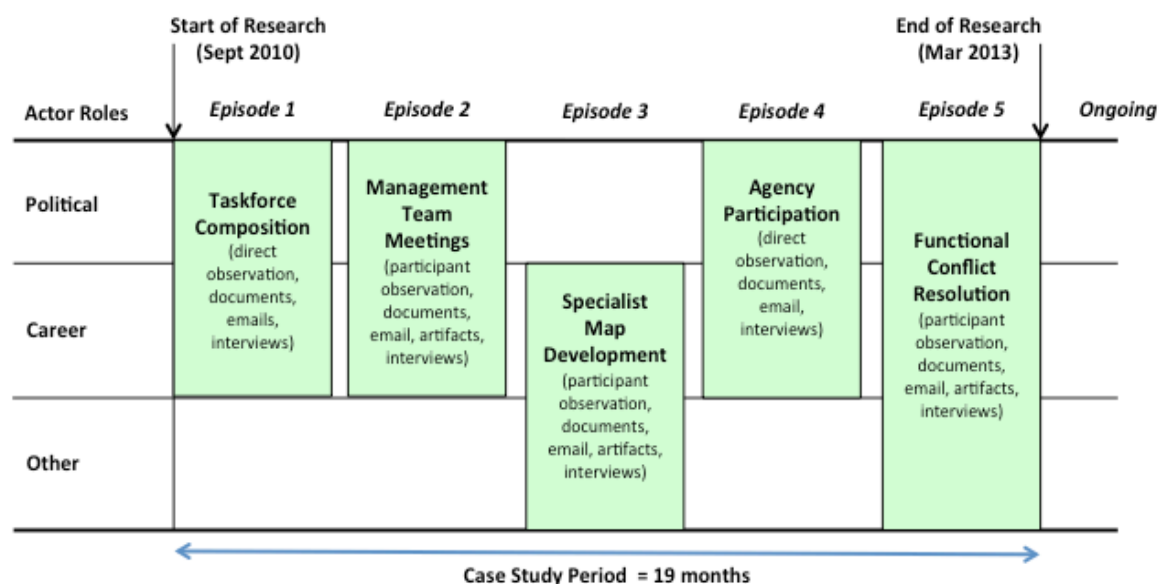 Start of Research
(Sept 2010)
End of Research
(Mar 2013)
Actor Roles
Episode 1
Episode 2
Episode 3
Episode 4
Episode 5
Ongoing
Political
Career
Other
Taskforce
Composition
(direct
observation,
documents,
emails,
interviews)
Management
Team
Meetings
(participant
observation,
documents,
email, artifacts,
interviews)
Specialist
Map
Development
(participant
observation,
documents,
email, artifacts,
interviews)
Agency
Participation
(direct
observation,
documents,
email,
interviews)
Functional
Conflict
Resolution
(participant
observation,
documents,
email, artifacts,
interviews)
Case Study Period = 19 months